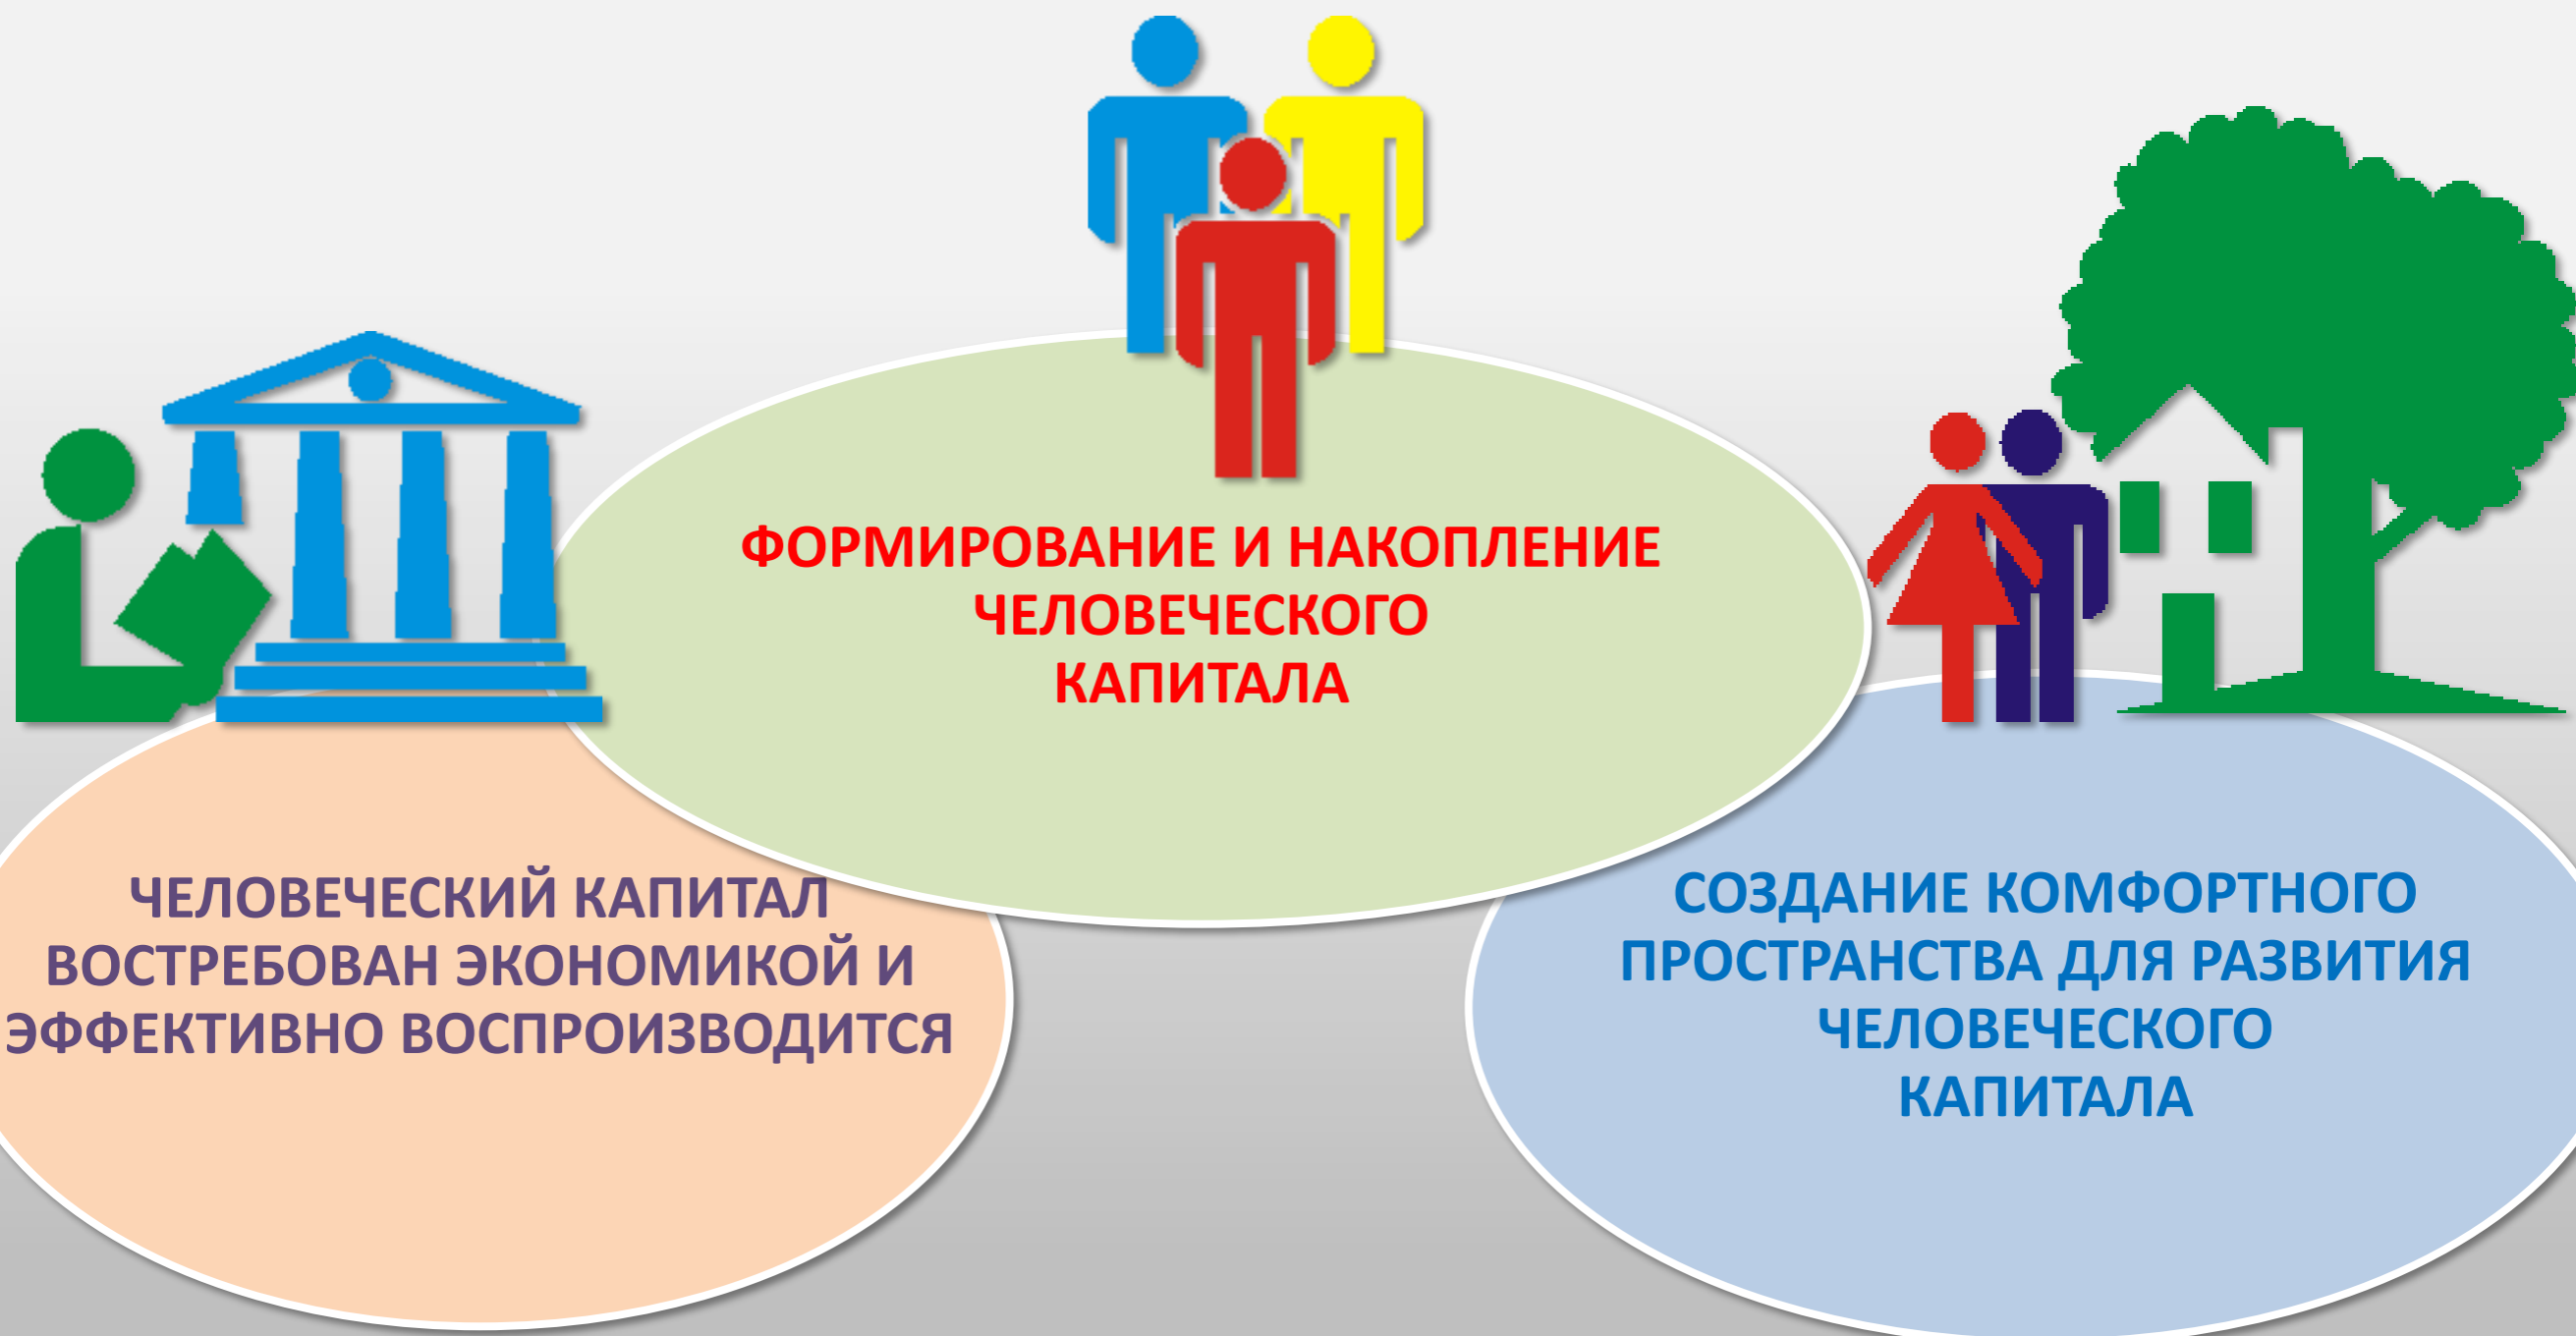 ФОРМИРОВАНИЕ И НАКОПЛЕНИЕ
ЧЕЛОВЕЧЕСКОГО
КАПИТАЛА
ЧЕЛОВЕЧЕСКИЙ КАПИТАЛ
ВОСТРЕБОВАН ЭКОНОМИКОЙ И
ЭФФЕКТИВНО ВОСПРОИЗВОДИТСЯ
СОЗДАНИЕ КОМФОРТНОГО
ПРОСТРАНСТВА ДЛЯ РАЗВИТИЯ
ЧЕЛОВЕЧЕСКОГО
КАПИТАЛА